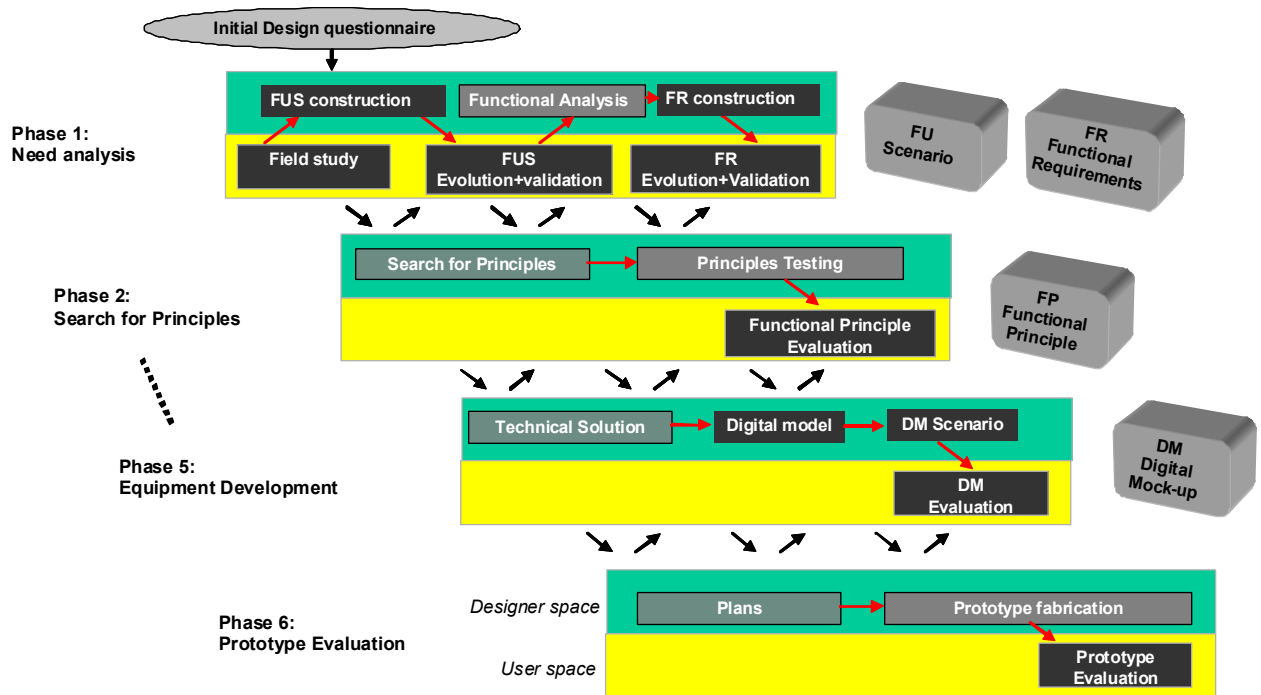 Initial Design questionnaire
FUS construction
Functional Analysis
FR construction
Phase 1:
Need analysis
Field study
FUS
Evolution+validation
FR
Evolution+Validation
FU
Scenario
FR
Functional
Requirements
Search for Principles
Principles Testing
Phase 2:
Search for Principles
Functional Principle
Evaluation
FP
Functional
Principle
Technical Solution
Digital model
DM Scenario
Phase 5:
Equipment Development
DM
Evaluation
DM
Digital
Mock-up
Designer space
Plans
Prototype fabrication
Phase 6:
Prototype Evaluation
User space
Prototype
Evaluation